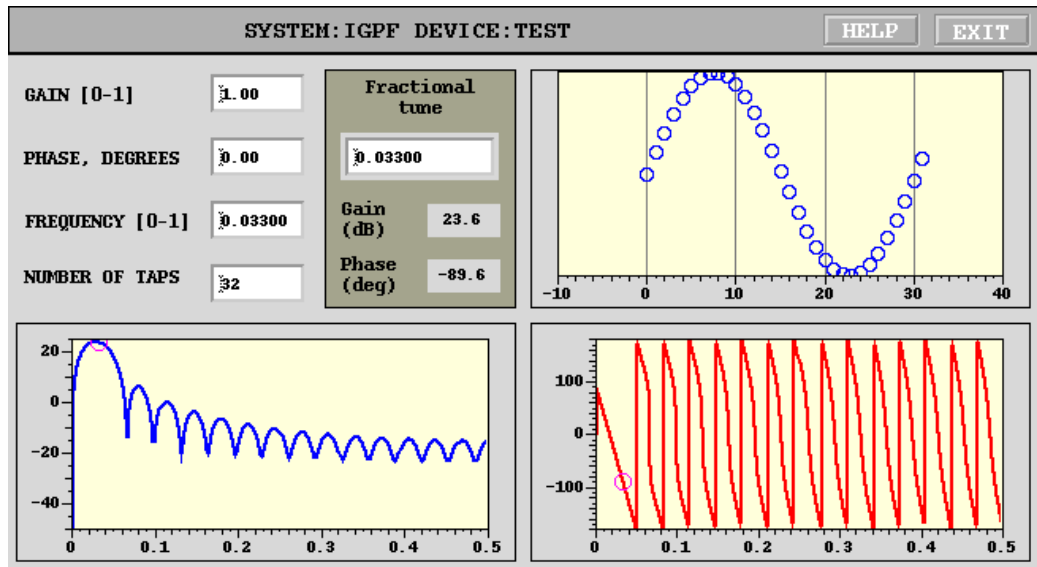 SYSTEM:IGPF DEVICE:TEST
HELP
EXIT
GAIN [0-1]
1.00
PHASE, DEGREES
0.00
FREQUENCY [0-1]
0.03300
NUMBER OF TAPS
32
Fractional
tune
0.03300
Gain
(dB)
23.6
Phase
(deg)
-89.6
-10 0 10 20 30 40
20
0
-20
-40
0 0.1 0.2 0.3 0.4 0.5
100
0
-100
0 0.1 0.2 0.3 0.4 0.5